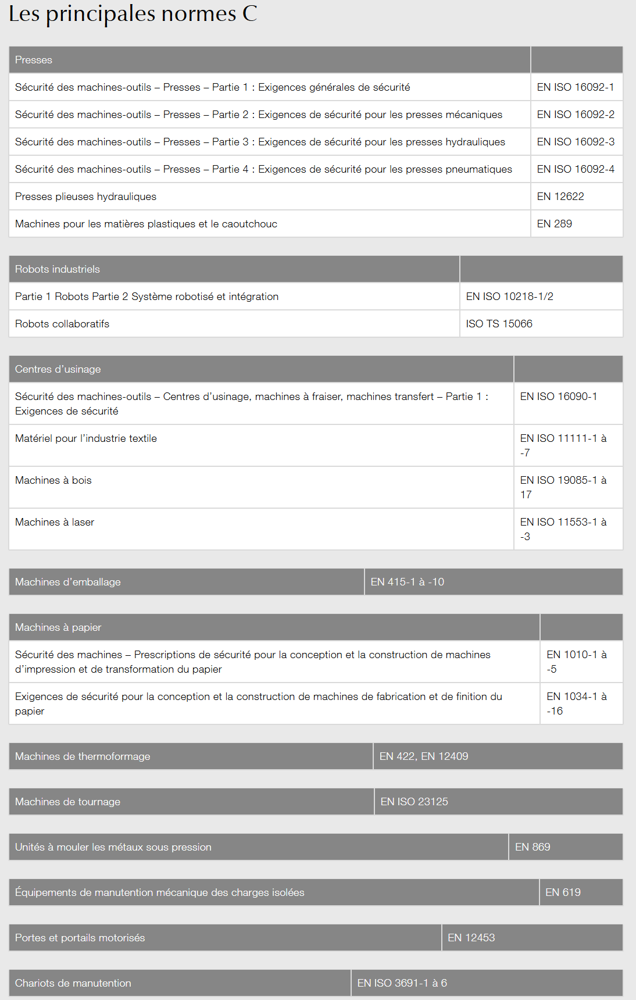 Les principales normes C
Presses
Sécurité des machines-outils – Presses – Partie 1 : Exigences générales de sécurité EN ISO 16092-1
Sécurité des machines-outils – Presses – Partie 2 : Exigences de sécurité pour les presses mécaniques EN ISO 16092-2
Sécurité des machines-outils – Presses – Partie 3 : Exigences de sécurité pour les presses hydrauliques EN ISO 16092-3
Sécurité des machines-outils – Presses – Partie 4 : Exigences de sécurité pour les presses pneumatiques EN ISO 16092-4
Presses plieuses hydrauliques EN 12622
Machines pour les matières plastiques et le caoutchouc EN 289
Robots industriels
Partie 1 Robots Partie 2 Système robotisé et intégration EN ISO 10218-1/2
Robots collaboratifs ISO TS 15066
Centres d’usinage
Sécurité des machines-outils – Centres d’usinage, machines à fraiser, machines transfert – Partie 1 : EN ISO 16090-1
Exigences de sécurité
Matériel pour l’industrie textile EN ISO 11111-1 à
-7
Machines à bois EN ISO 19085-1 à
17
Machines à laser EN ISO 11553-1 à
-3
Machines d’emballage EN 415-1 à -10
Machines à papier
Sécurité des machines – Prescriptions de sécurité pour la conception et la construction de machines EN 1010-1 à
d’impression et de transformation du papier -5
Exigences de sécurité pour la conception et la construction de machines de fabrication et de finition du EN 1034-1 à
papier -16
Machines de thermoformage EN 422, EN 12409
Machines de tournage EN ISO 23125
Unités à mouler les métaux sous pression EN 869
Équipements de manutention mécanique des charges isolées EN 619
Portes et portails motorisés EN 12453
Chariots de manutention EN ISO 3691-1 à 6